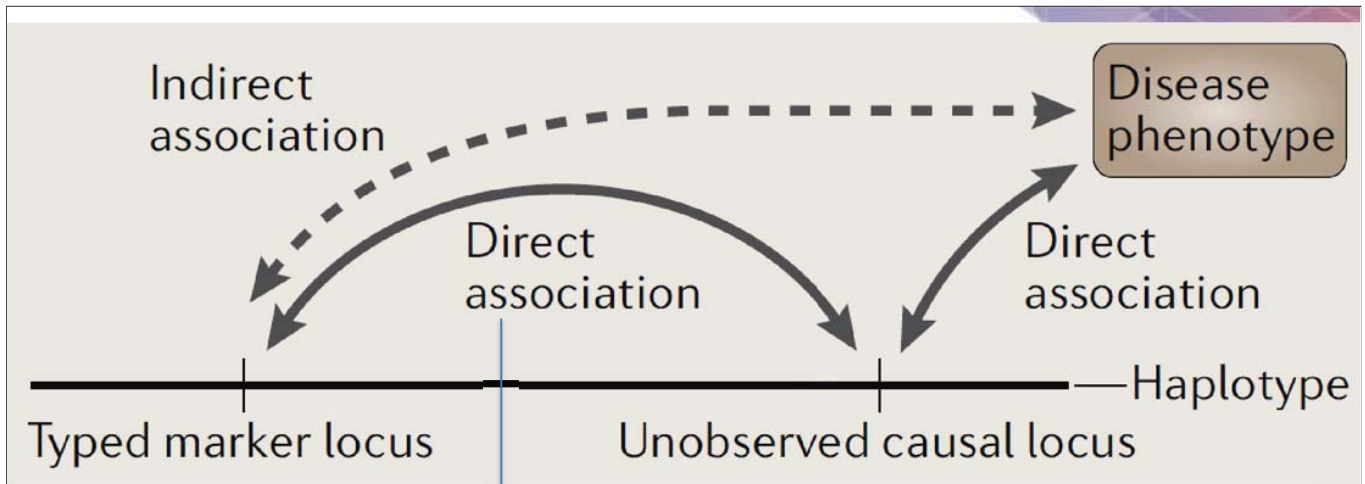 Indirect
association
Disease
phenotype
Direct
association
Direct
association
Haplotype
Typed marker locus
Unobserved causal locus